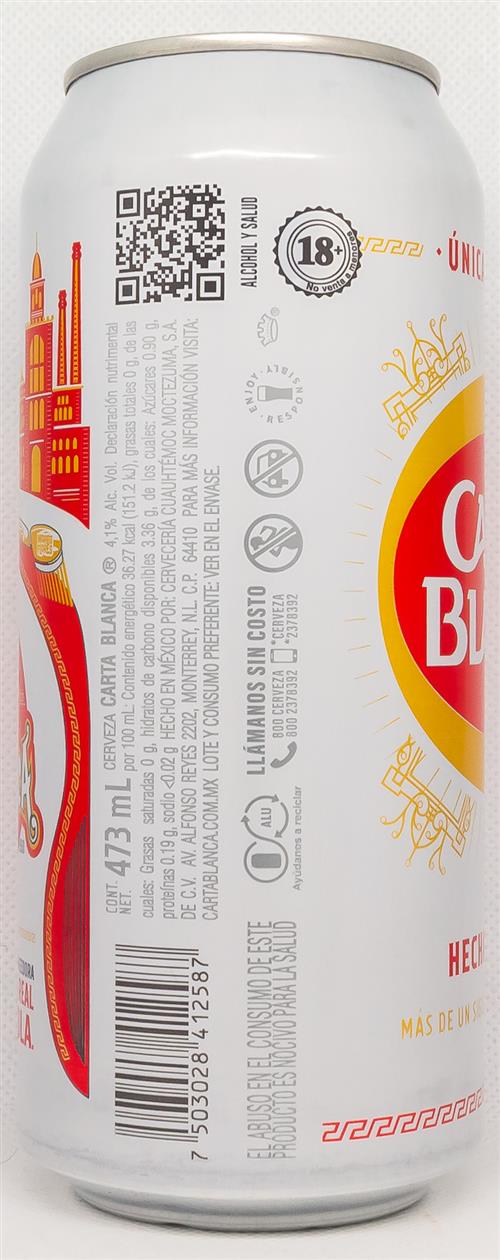 CONT. NET. 473 mL CERVEZA CARTA BLANCA ® 4,1% Alc. Vol. Declaración nutrimental
por 100 mL: Contenido energético 36.27 kcal (151.2 kJ), grasas totales 0 g, de las
cuales: Grasas saturadas 0 g, hidratos de carbono disponibles 3.36 g, de los cuales: Azúcares 0.90 g,
proteínas 0.19 g, sodio <0.02 g HECHO EN MÉXICO POR: CERVECERÍA CUAUHTÉMOC MOCTEZUMA, S.A.
DE C.V. AV. ALFONSO REYES 2202, MONTERREY, N.L. C.P. 64410 PARA MÁS INFORMACIÓN VISITA:
CARTABLANCA.COM.MX LOTE Y CONSUMO PREFERENTE: VER EN EL ENVASE.
7 503028 412587
EL ABUSO EN EL CONSUMO DE ESTE
PRODUCTO ES NOCIVO PARA LA SALUD
ALU
Ayúdanos a reciclar
LLÁMANOS SIN COSTO
800 CERVEZA *CERVEZA
800 2378392 *2378392
ENJOY RESPONSIBLY
ALCOHOL Y SALUD
18+
No venta a menores
• ÚNICA
CA
BL
HECH
MÁS DE UN SI
DORA
REAL
LA.